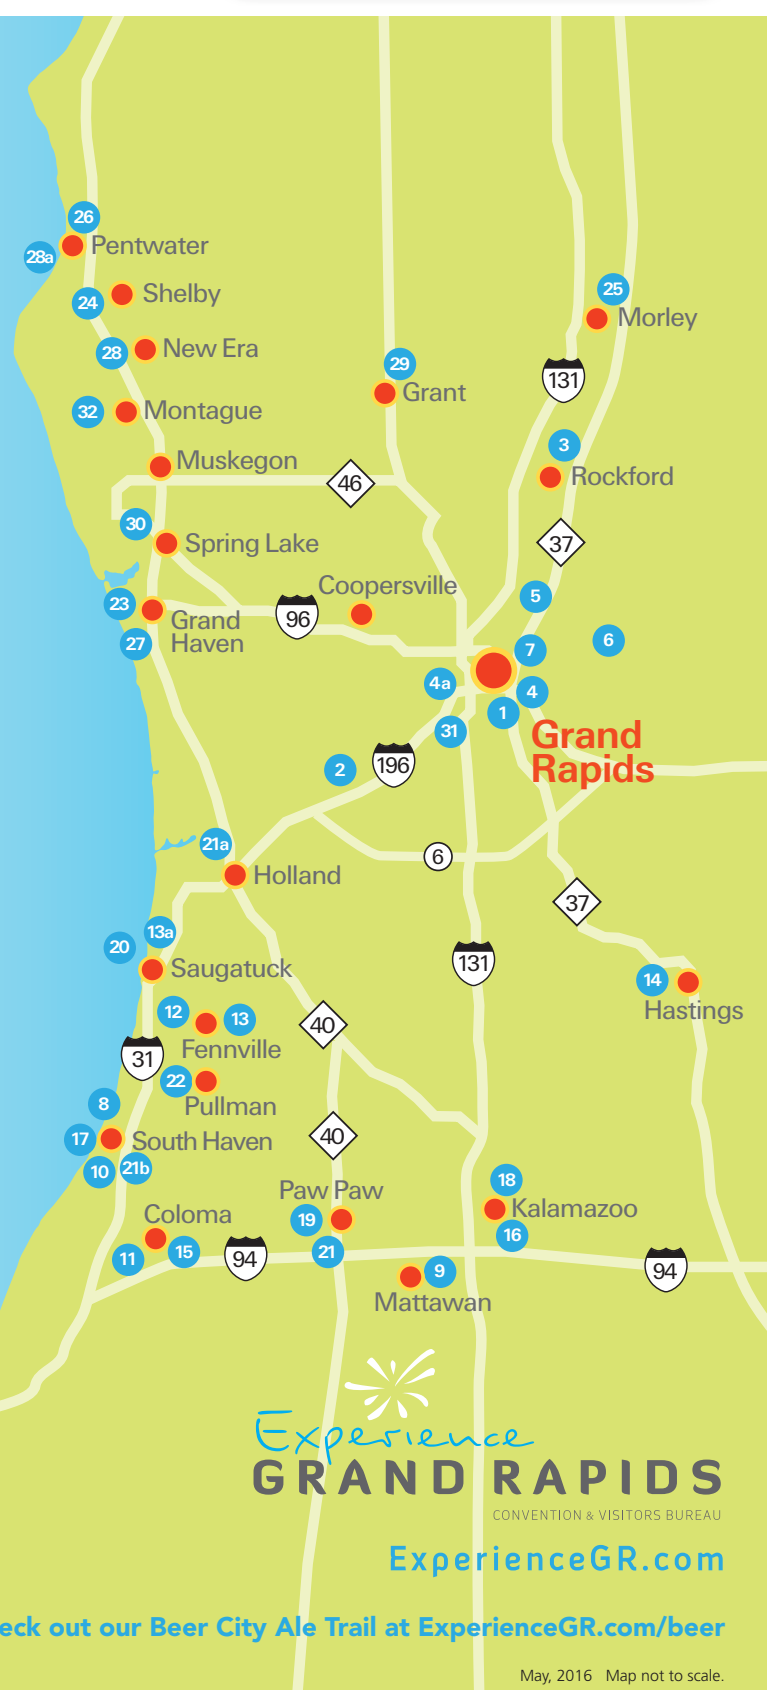 26
Pentwater
28a
25
Shelby
24
Morley
New Era
28
29
131
Grant
Montague
32
3
Muskegon
Rockford
46
30
37
Spring Lake
Coopersville
5
23
96
Grand
Haven
27
6
7
4a
4
1
31
Grand
Rapids
196
2
21a
6
Holland
37
13a
20
131
Saugatuck
14
Hastings
12
13
40
Fennville
31
22
Pullman
8
17
South Haven
40
10
21b
18
Paw Paw
Kalamazoo
19
Coloma
16
15
21
11
94
9
94
Mattawan
Experience
GRAND RAPIDS
CONVENTION & VISITORS BUREAU
ExperienceGR.com
eck out our Beer City Ale Trail at ExperienceGR.com/beer
May, 2016 Map not to scale.